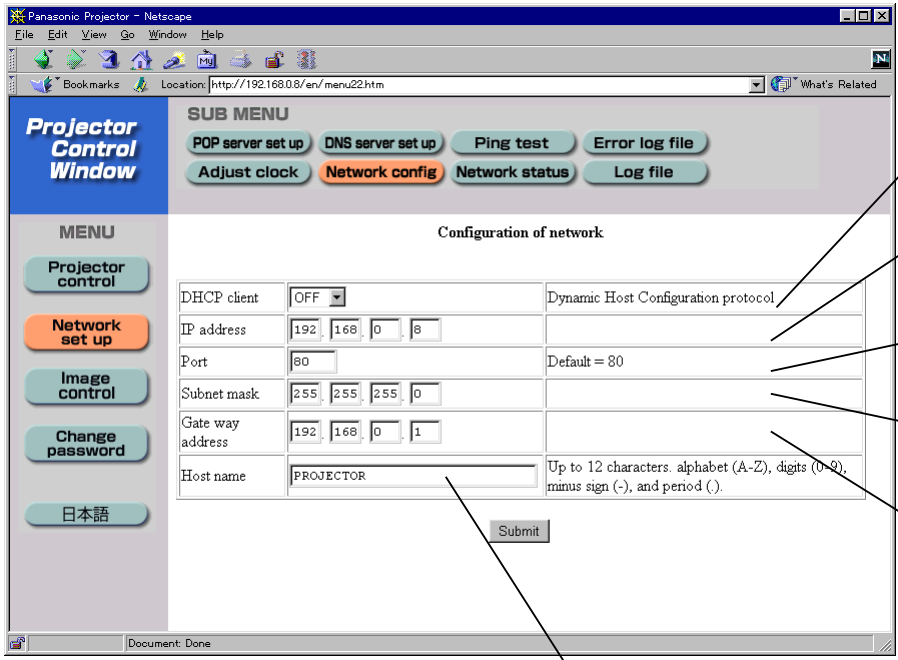 Panasonic Projector - Netscape
File Edit View Go Window Help
N
Bookmarks Location: http://192.168.0.8/en/menu22.htm What's Related
Projector
Control
Window
SUB MENU
POP server set up DNS server set up Ping test Error log file
Adjust clock Network config Network status Log file
MENU
Projector
control
Network
set up
Image
control
Change
password
日本語
Configuration of network
DHCP client OFF Dynamic Host Configuration protocol
IP address 192 . 168 . 0 . 8
Port 80 Default = 80
Subnet mask 255 . 255 . 255 . 0
Gate way
address 192 . 168 . 0 . 1
Host name PROJECTOR Up to 12 characters. alphabet (A-Z), digits (0-9),
minus sign (-), and period (.).
Submit
Document: Done